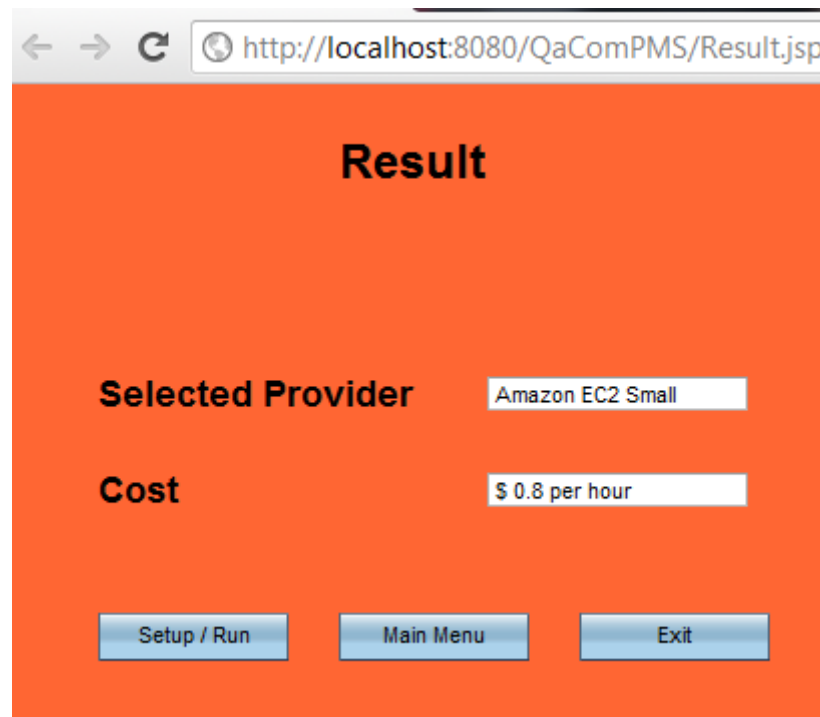 http://localhost:8080/QaComPMS/Result.jsp
Result
Selected Provider Amazon EC2 Small
Cost $ 0.8 per hour
Setup / Run Main Menu Exit